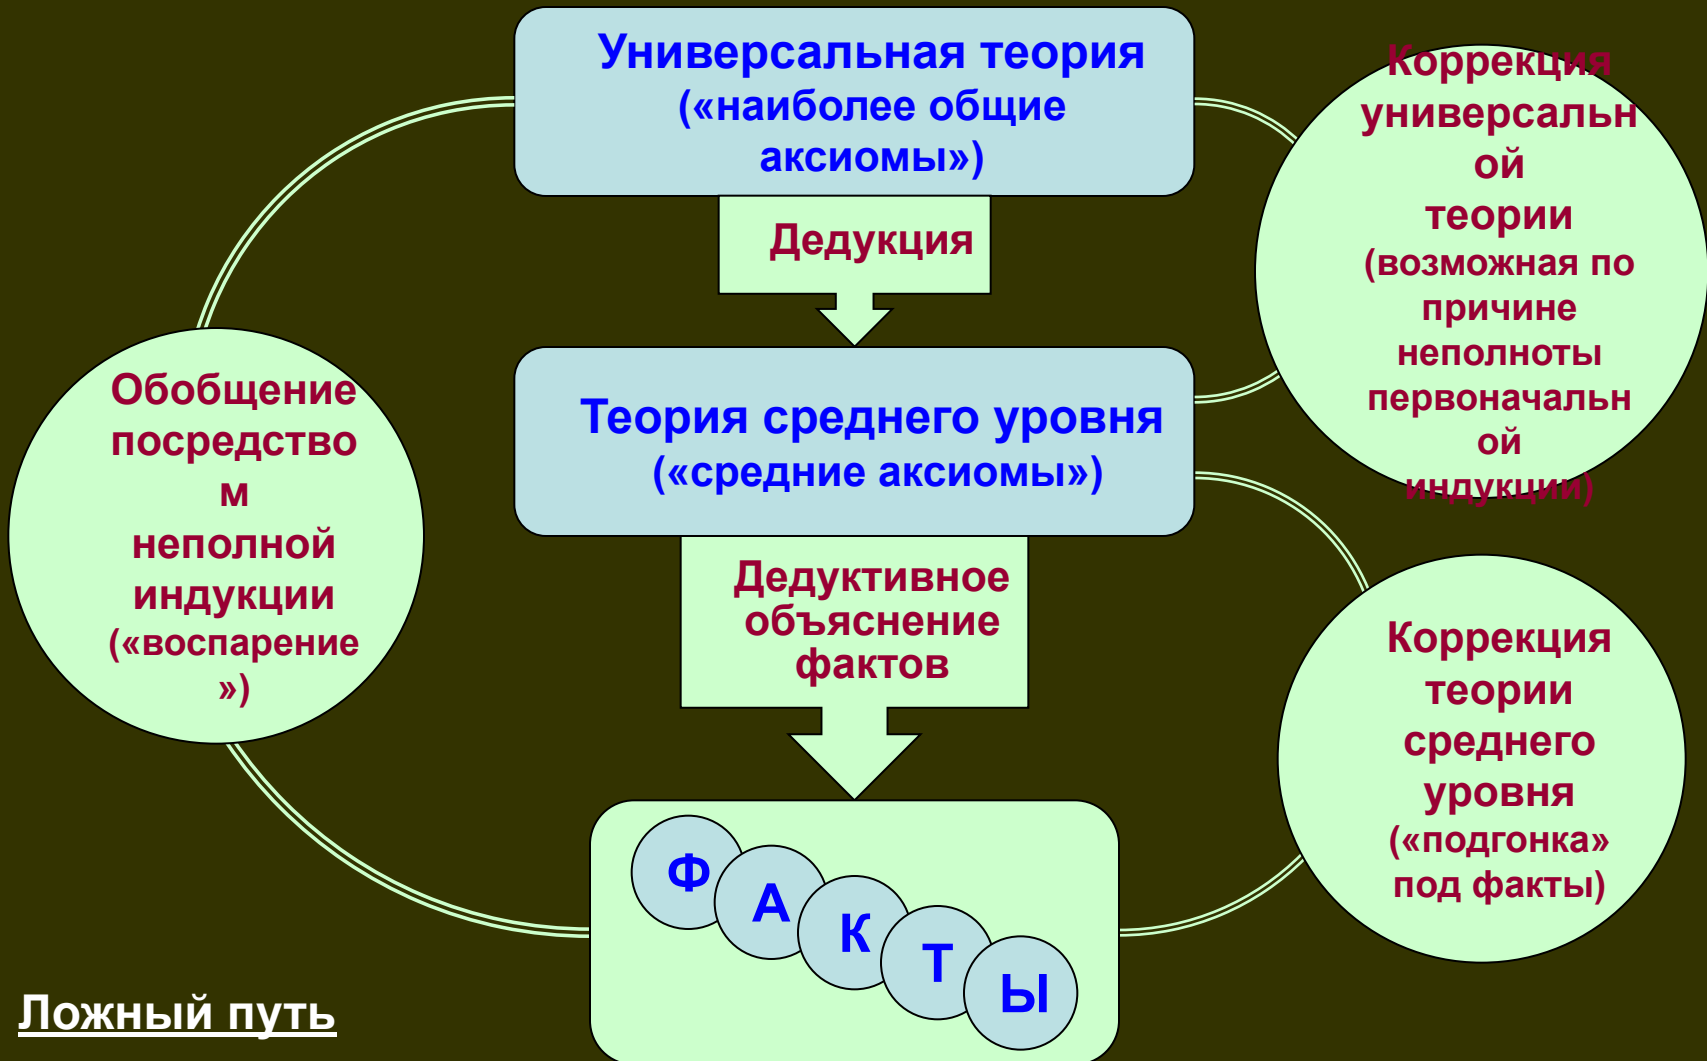 Универсальная теория
(«наиболее общие
аксиомы»)
Дедукция
Теория среднего уровня
(«средние аксиомы»)
Дедуктивное
объяснение
фактов
Ф
А
К
Т
Ы
Обобщение
посредство
м
неполной
индукции
(«воспарение
»)
Коррекция
универсальн
ой
теории
(возможная по
причине
неполноты
первоначальн
ой
индукции)
Коррекция
теории
среднего
уровня
(«подгонка»
под факты)
Ложный путь